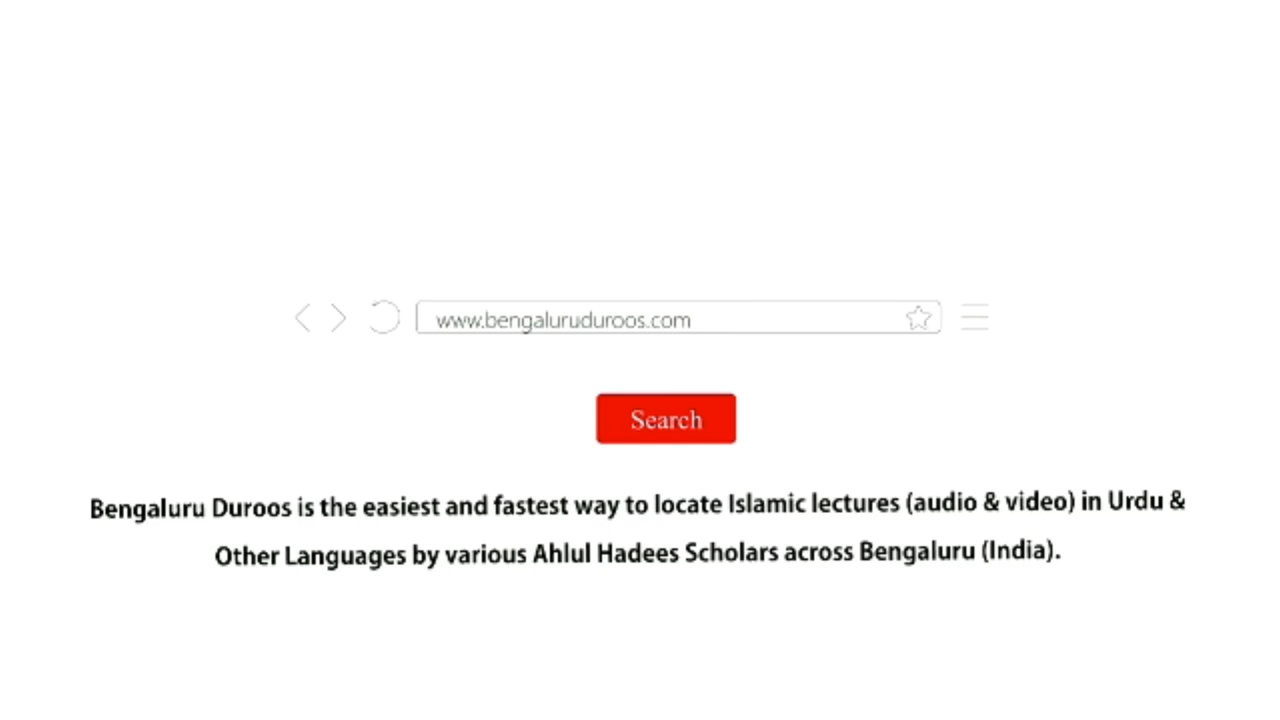 www.bengaluruduroos.com
Search
Bengaluru Duroos is the easiest and fastest way to locate Islamic lectures (audio & video) in Urdu &
Other Languages by various Ahlul Hadees Scholars across Bengaluru (India).